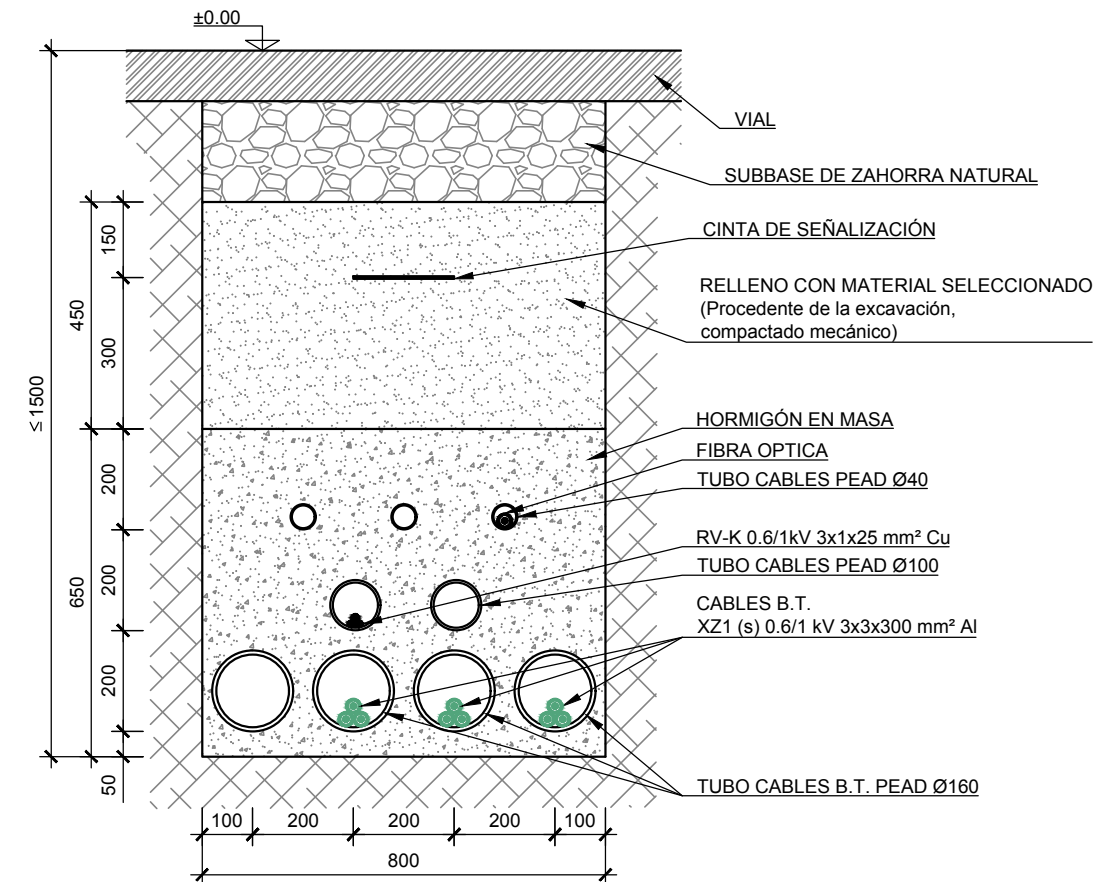 ±0.00
VIAL
SUBBASE DE ZAHORRA NATURAL
CINTA DE SEÑALIZACIÓN
RELLENO CON MATERIAL SELECCIONADO
(Procedente de la excavación,
compactado mecánico)
HORMIGÓN EN MASA
FIBRA OPTICA
TUBO CABLES PEAD Ø40
RV-K 0.6/1kV 3x1x25 mm² Cu
TUBO CABLES PEAD Ø100
CABLES B.T.
XZ1 (s) 0.6/1 kV 3x3x300 mm² Al
TUBO CABLES B.T. PEAD Ø160
≤ 1500
450
650
150
300
200
200
200
50
100 200 200 200 100
800